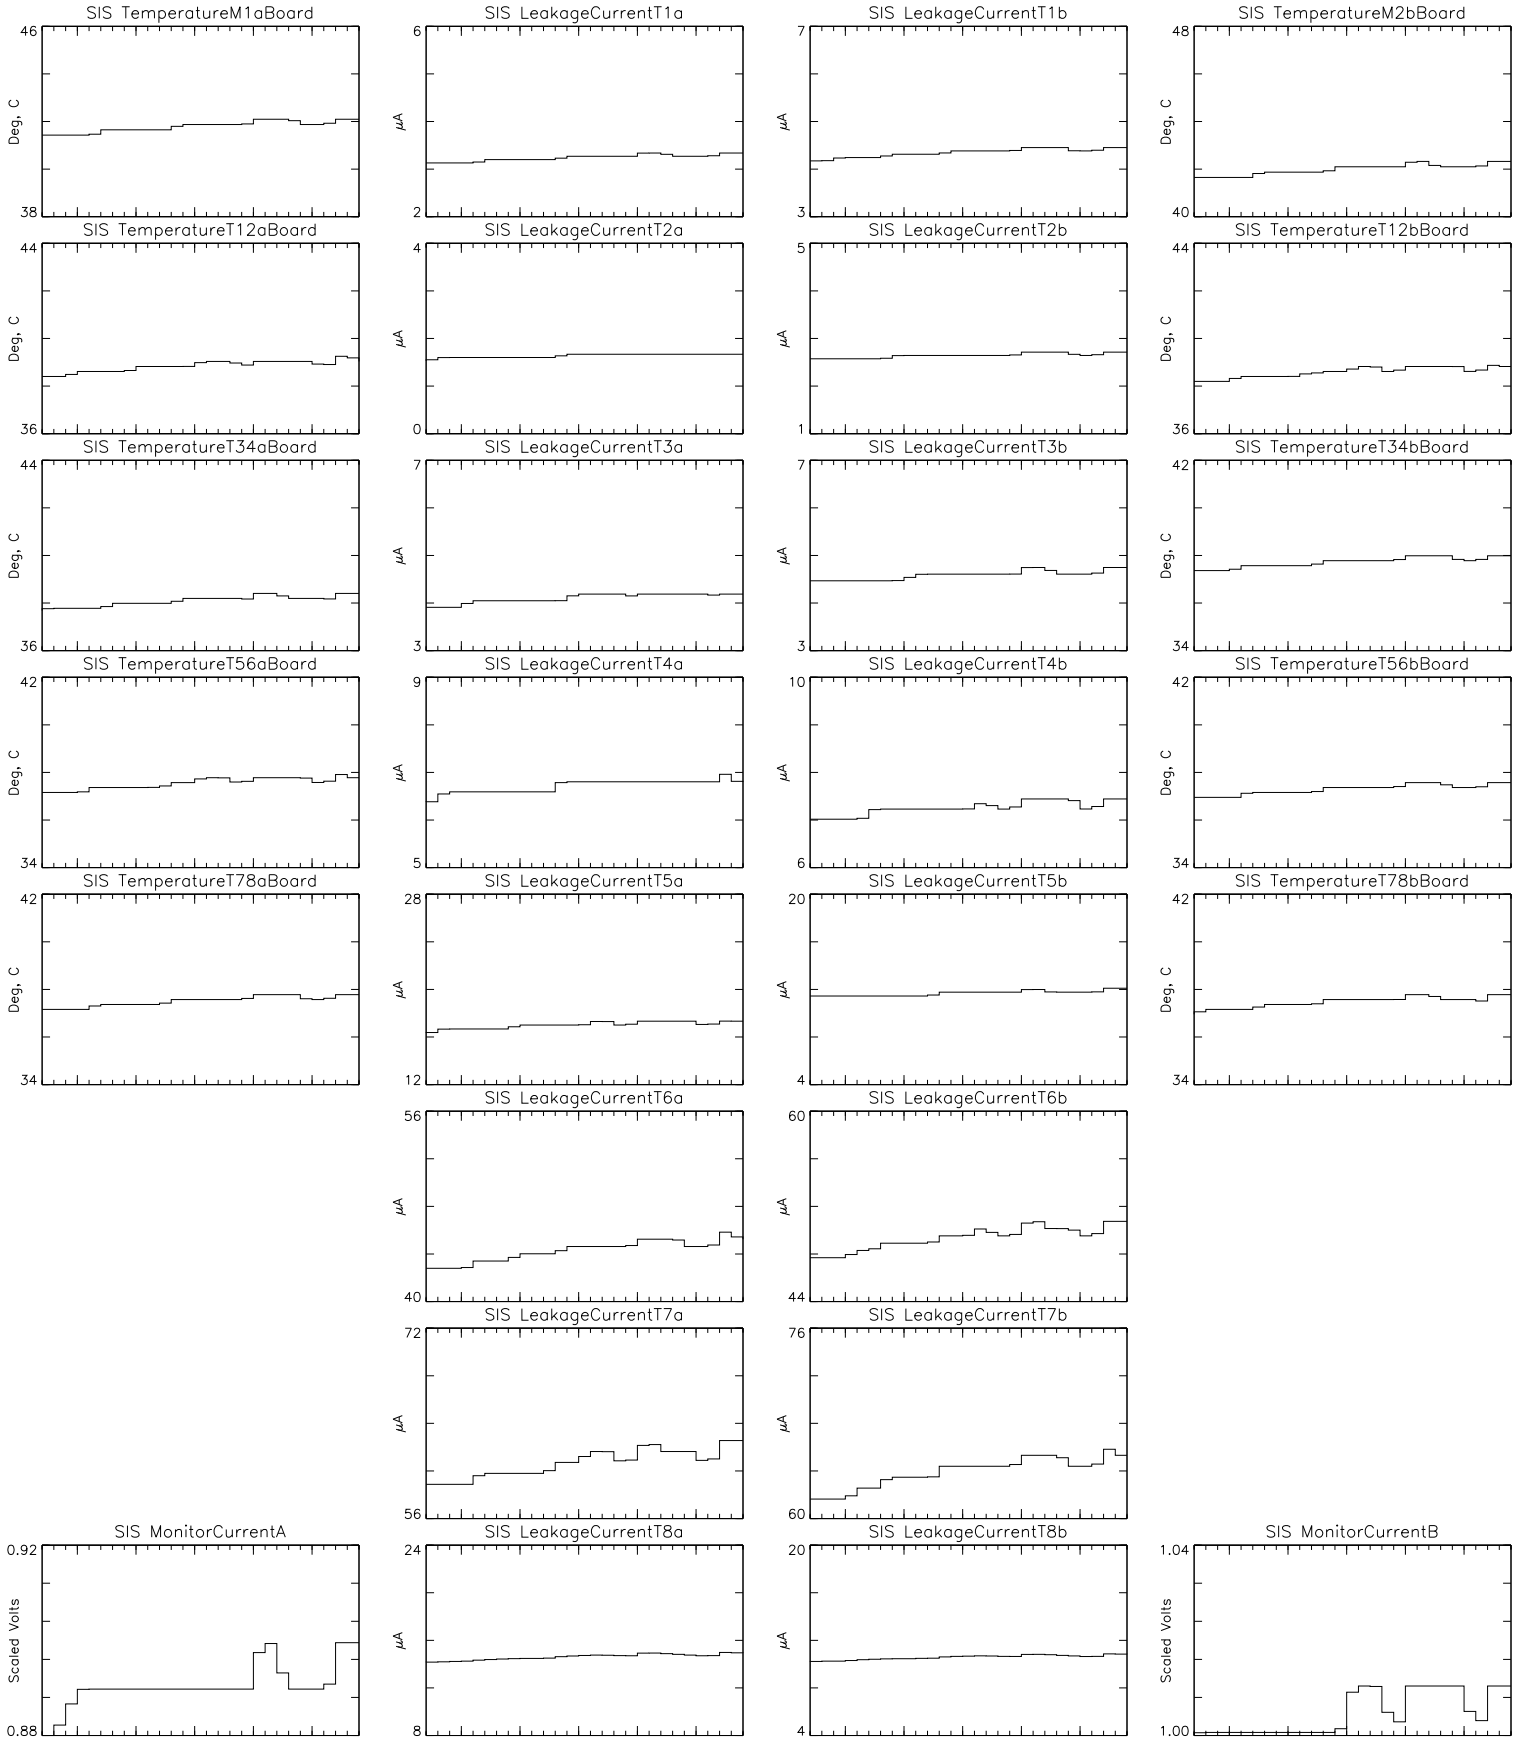 SIS TemperatureM1aBoard SIS LeakageCurrentT1a SIS LeakageCurrentT1b SIS TemperatureM2bBoard
46 6 7 48
Deg, C μA μA Deg, C
38 2 3 40
SIS TemperatureT12aBoard SIS LeakageCurrentT2a SIS LeakageCurrentT2b SIS TemperatureT12bBoard
44 4 5 44
Deg, C μA μA Deg, C
36 0 1 36
SIS TemperatureT34aBoard SIS LeakageCurrentT3a SIS LeakageCurrentT3b SIS TemperatureT34bBoard
44 7 7 42
Deg, C μA μA Deg, C
36 3 3 34
SIS TemperatureT56aBoard SIS LeakageCurrentT4a SIS LeakageCurrentT4b SIS TemperatureT56bBoard
42 9 10 42
Deg, C μA μA Deg, C
34 5 6 34
SIS TemperatureT78aBoard SIS LeakageCurrentT5a SIS LeakageCurrentT5b SIS TemperatureT78bBoard
42 28 20 42
Deg, C μA μA Deg, C
34 12 4 34
SIS LeakageCurrentT6a SIS LeakageCurrentT6b
56 60
μA μA
40 44
SIS LeakageCurrentT7a SIS LeakageCurrentT7b
72 76
μA μA
56 60
SIS MonitorCurrentA SIS LeakageCurrentT8a SIS LeakageCurrentT8b SIS MonitorCurrentB
0.92 24 20 1.04
Scaled Volts μA μA Scaled Volts
0.88 8 4 1.00